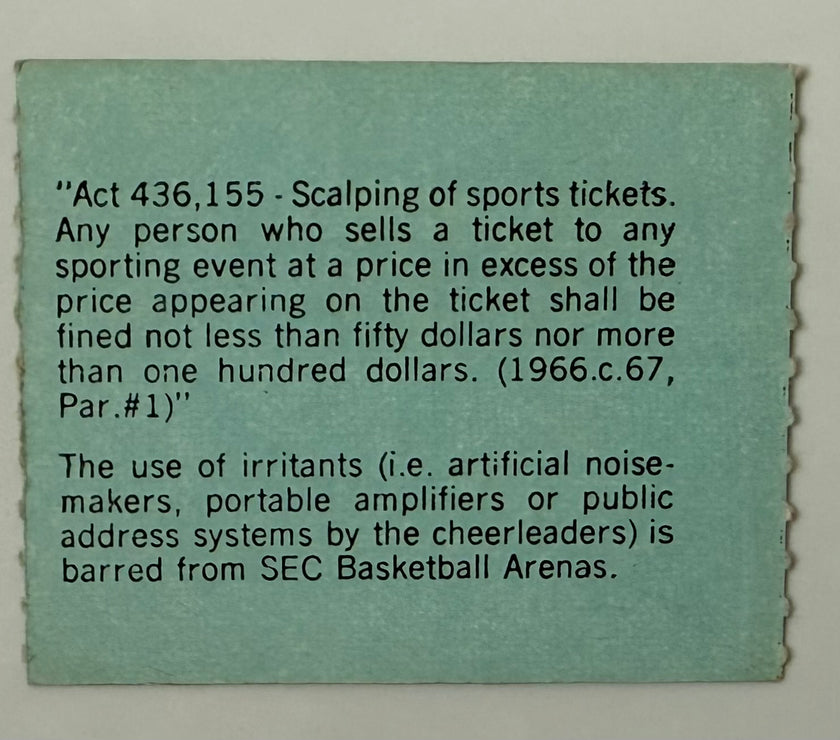 "Act 436,155 - Scalping of sports tickets.
Any person who sells a ticket to any
sporting event at a price in excess of the
price appearing on the ticket shall be
fined not less than fifty dollars nor more
than one hundred dollars. (1966.c.67,
Par.#1)"
The use of irritants (i.e. artificial noise-
makers, portable amplifiers or public
address systems by the cheerleaders) is
barred from SEC Basketball Arenas.